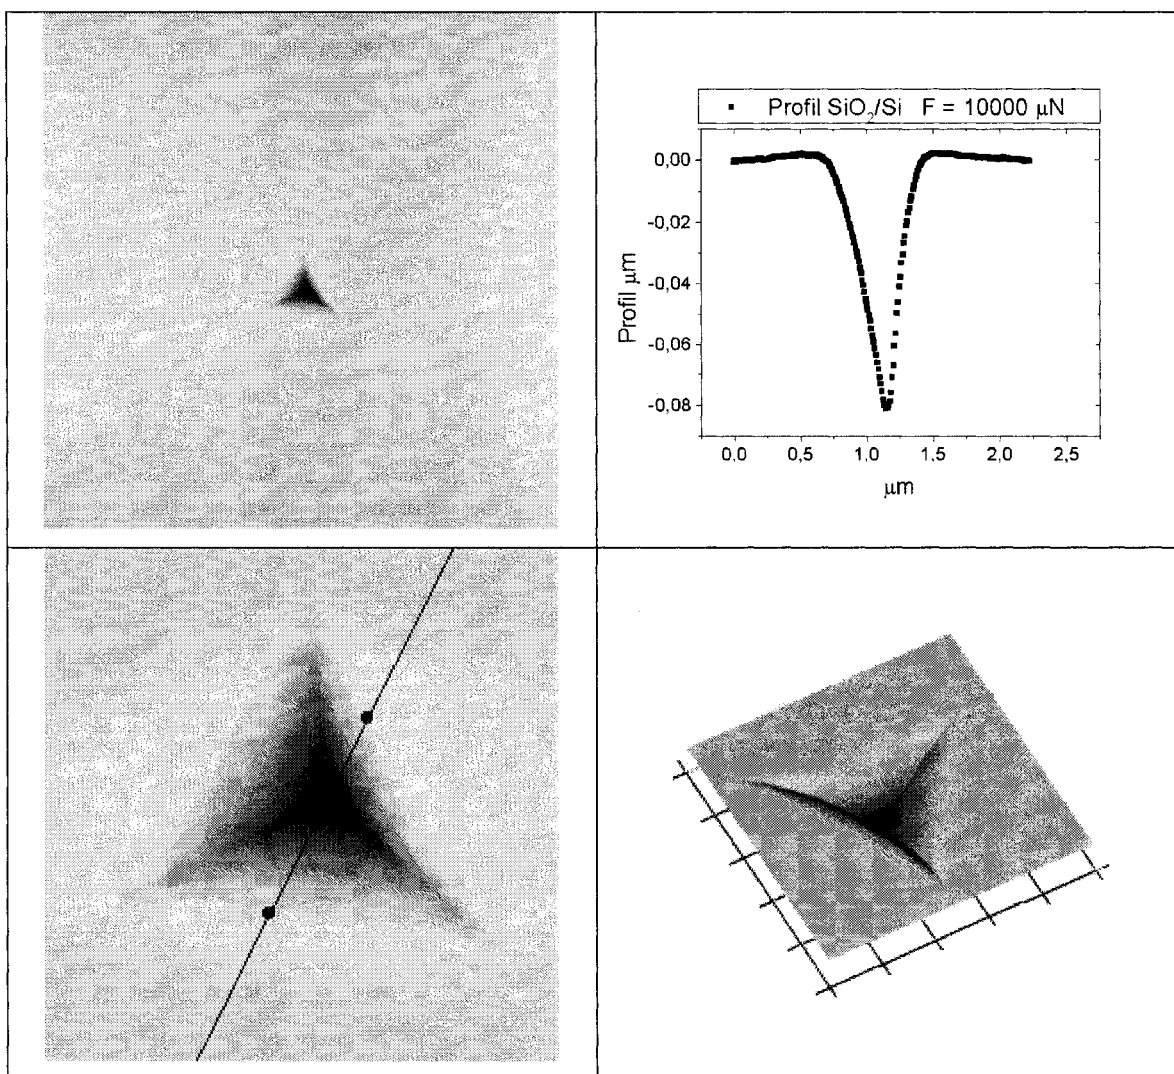 Profil SiO₂/Si F = 10000 μN
0,00
-0,02
-0,04
-0,06
-0,08
Profil μm
0,0 0,5 1,0 1,5 2,0 2,5
μm